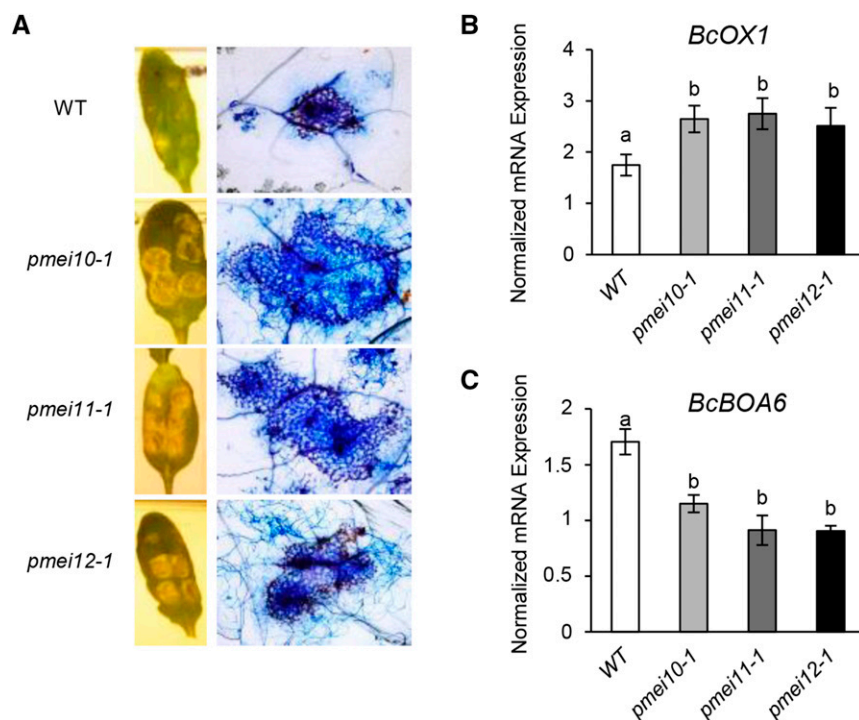 A
WT
pmei10-1
pmei11-1
pmei12-1
B
BcOX1
Normalized mRNA Expression
4
3
2
1
0
a
b
b
b
WT
pmei10-1
pmei11-1
pmei12-1
C
BcBOA6
Normalized mRNA Expression
2
1.5
1
0.5
0
a
b
b
b
WT
pmei10-1
pmei11-1
pmei12-1